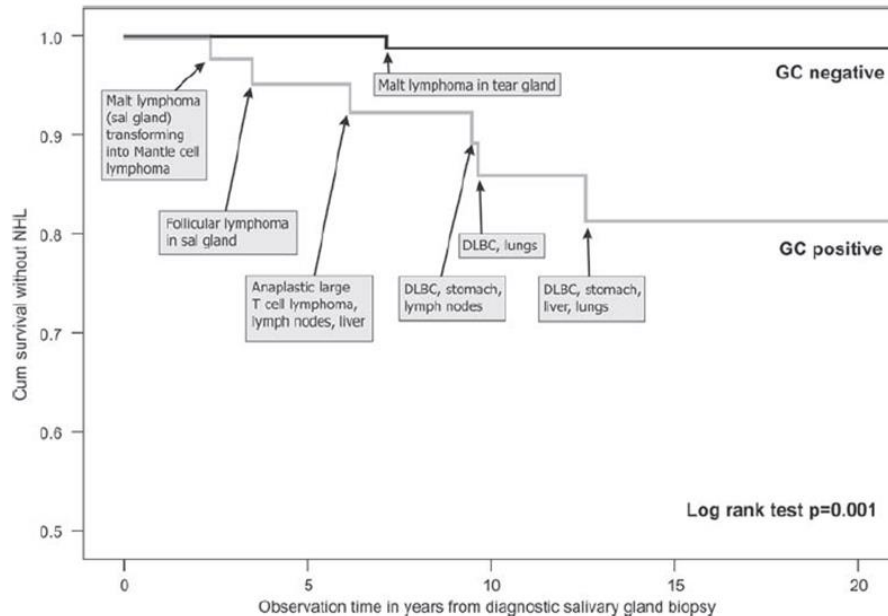 1.0
0.9
0.8
0.7
0.6
0.5
Cum survival without NHL
Malt lymphoma
(sal gland)
transforming
into Mantle cell
lymphoma
Malt lymphoma in tear gland
GC negative
Follicular lymphoma
in sal gland
DLBC, lungs
GC positive
Anaplastic large
T cell lymphoma,
lymph nodes, liver
DLBC, stomach,
lymph nodes
DLBC, stomach,
liver, lungs
Log rank test p=0.001
0 5 10 15 20
Observation time in years from diagnostic salivary gland biopsy